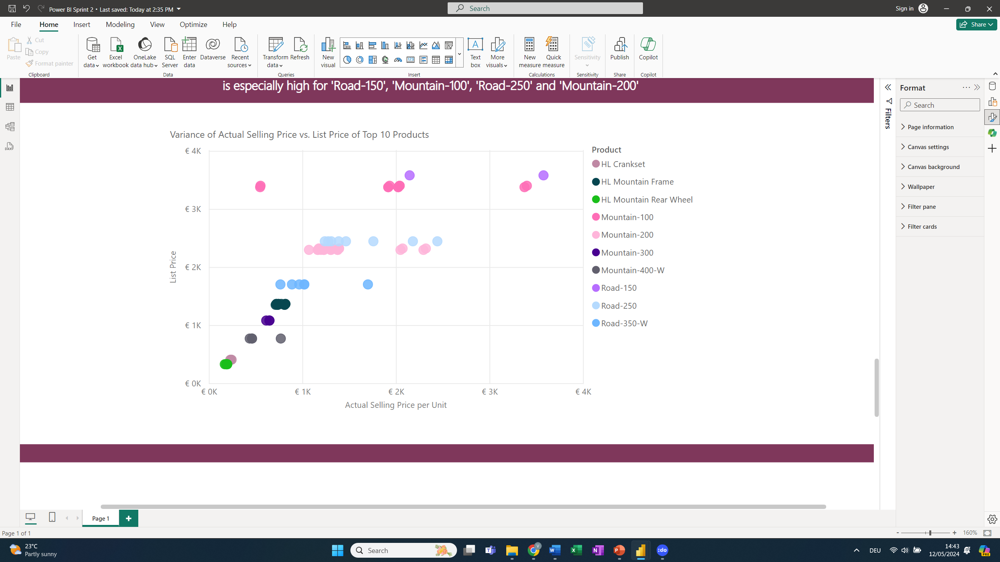 Power BI Sprint 2 • Last saved: Today at 2:35 PM
Search
Sign in
File Home Insert Modeling View Optimize Help
Share
Paste
Cut
Copy
Format painter
Clipboard
Get data
Excel workbook
OneLake data hub
SQL Server
Enter data
Dataverse
Recent sources
Data
Transform data
Refresh
Queries
New visual
Text box
More visuals
Insert
New measure
Quick measure
Calculations
Sensitivity
Sensitivity
Publish
Share
Copilot
Copilot
is especially high for 'Road-150', 'Mountain-100', 'Road-250' and 'Mountain-200'
Variance of Actual Selling Price vs. List Price of Top 10 Products
€ 4K
€ 3K
€ 2K
€ 1K
€ 0K
List Price
€ 0K € 1K € 2K € 3K € 4K
Actual Selling Price per Unit
Product
HL Crankset
HL Mountain Frame
HL Mountain Rear Wheel
Mountain-100
Mountain-200
Mountain-300
Mountain-400-W
Road-150
Road-250
Road-350-W
Filters
Format
Search
Page information
Canvas settings
Canvas background
Wallpaper
Filter pane
Filter cards
DAX
Page 1
Page 1 of 1
- + 160%
23°C
Partly sunny
Search
:do
DEU
14:43
12/05/2024
PRE